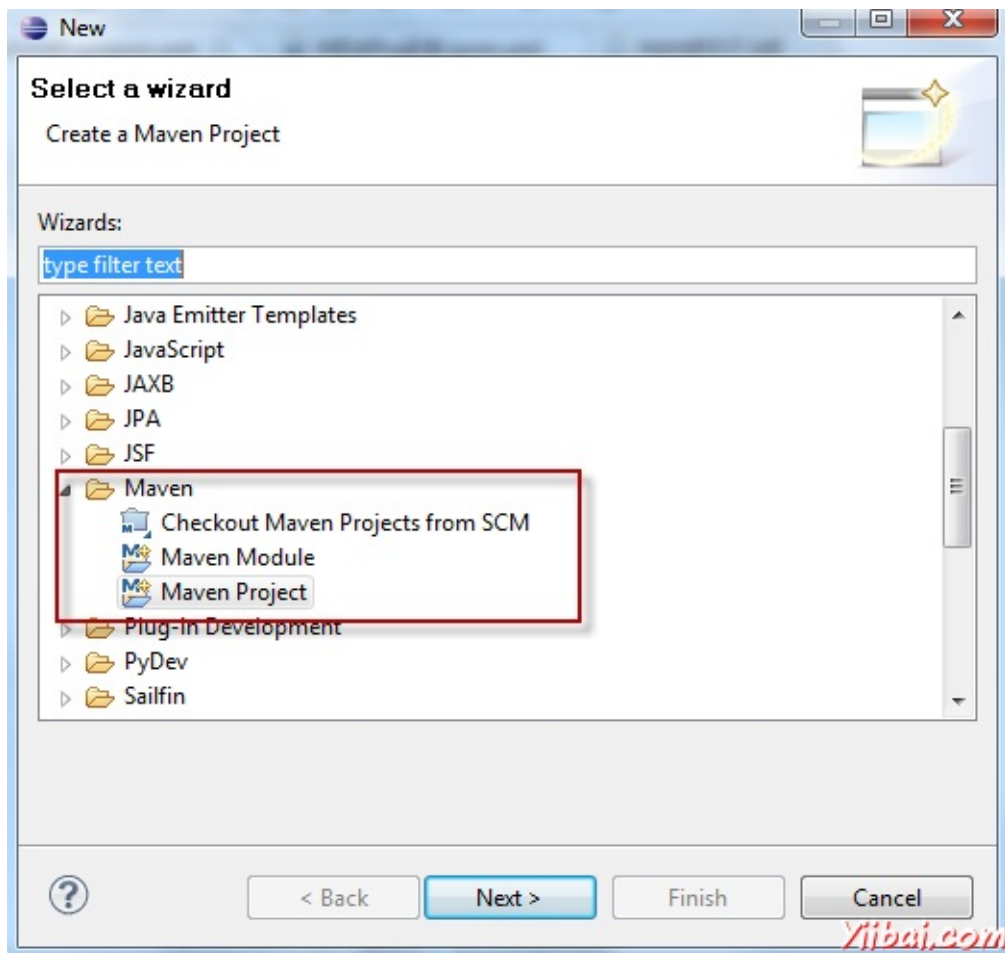 New
Select a wizard
Create a Maven Project
Wizards:
type filter text
Java Emitter Templates
JavaScript
JAXB
JPA
JSF
Maven
Checkout Maven Projects from SCM
Maven Module
Maven Project
Plug-in Development
PyDev
Sailfin
< Back
Next >
Finish
Cancel
Yiibai.com